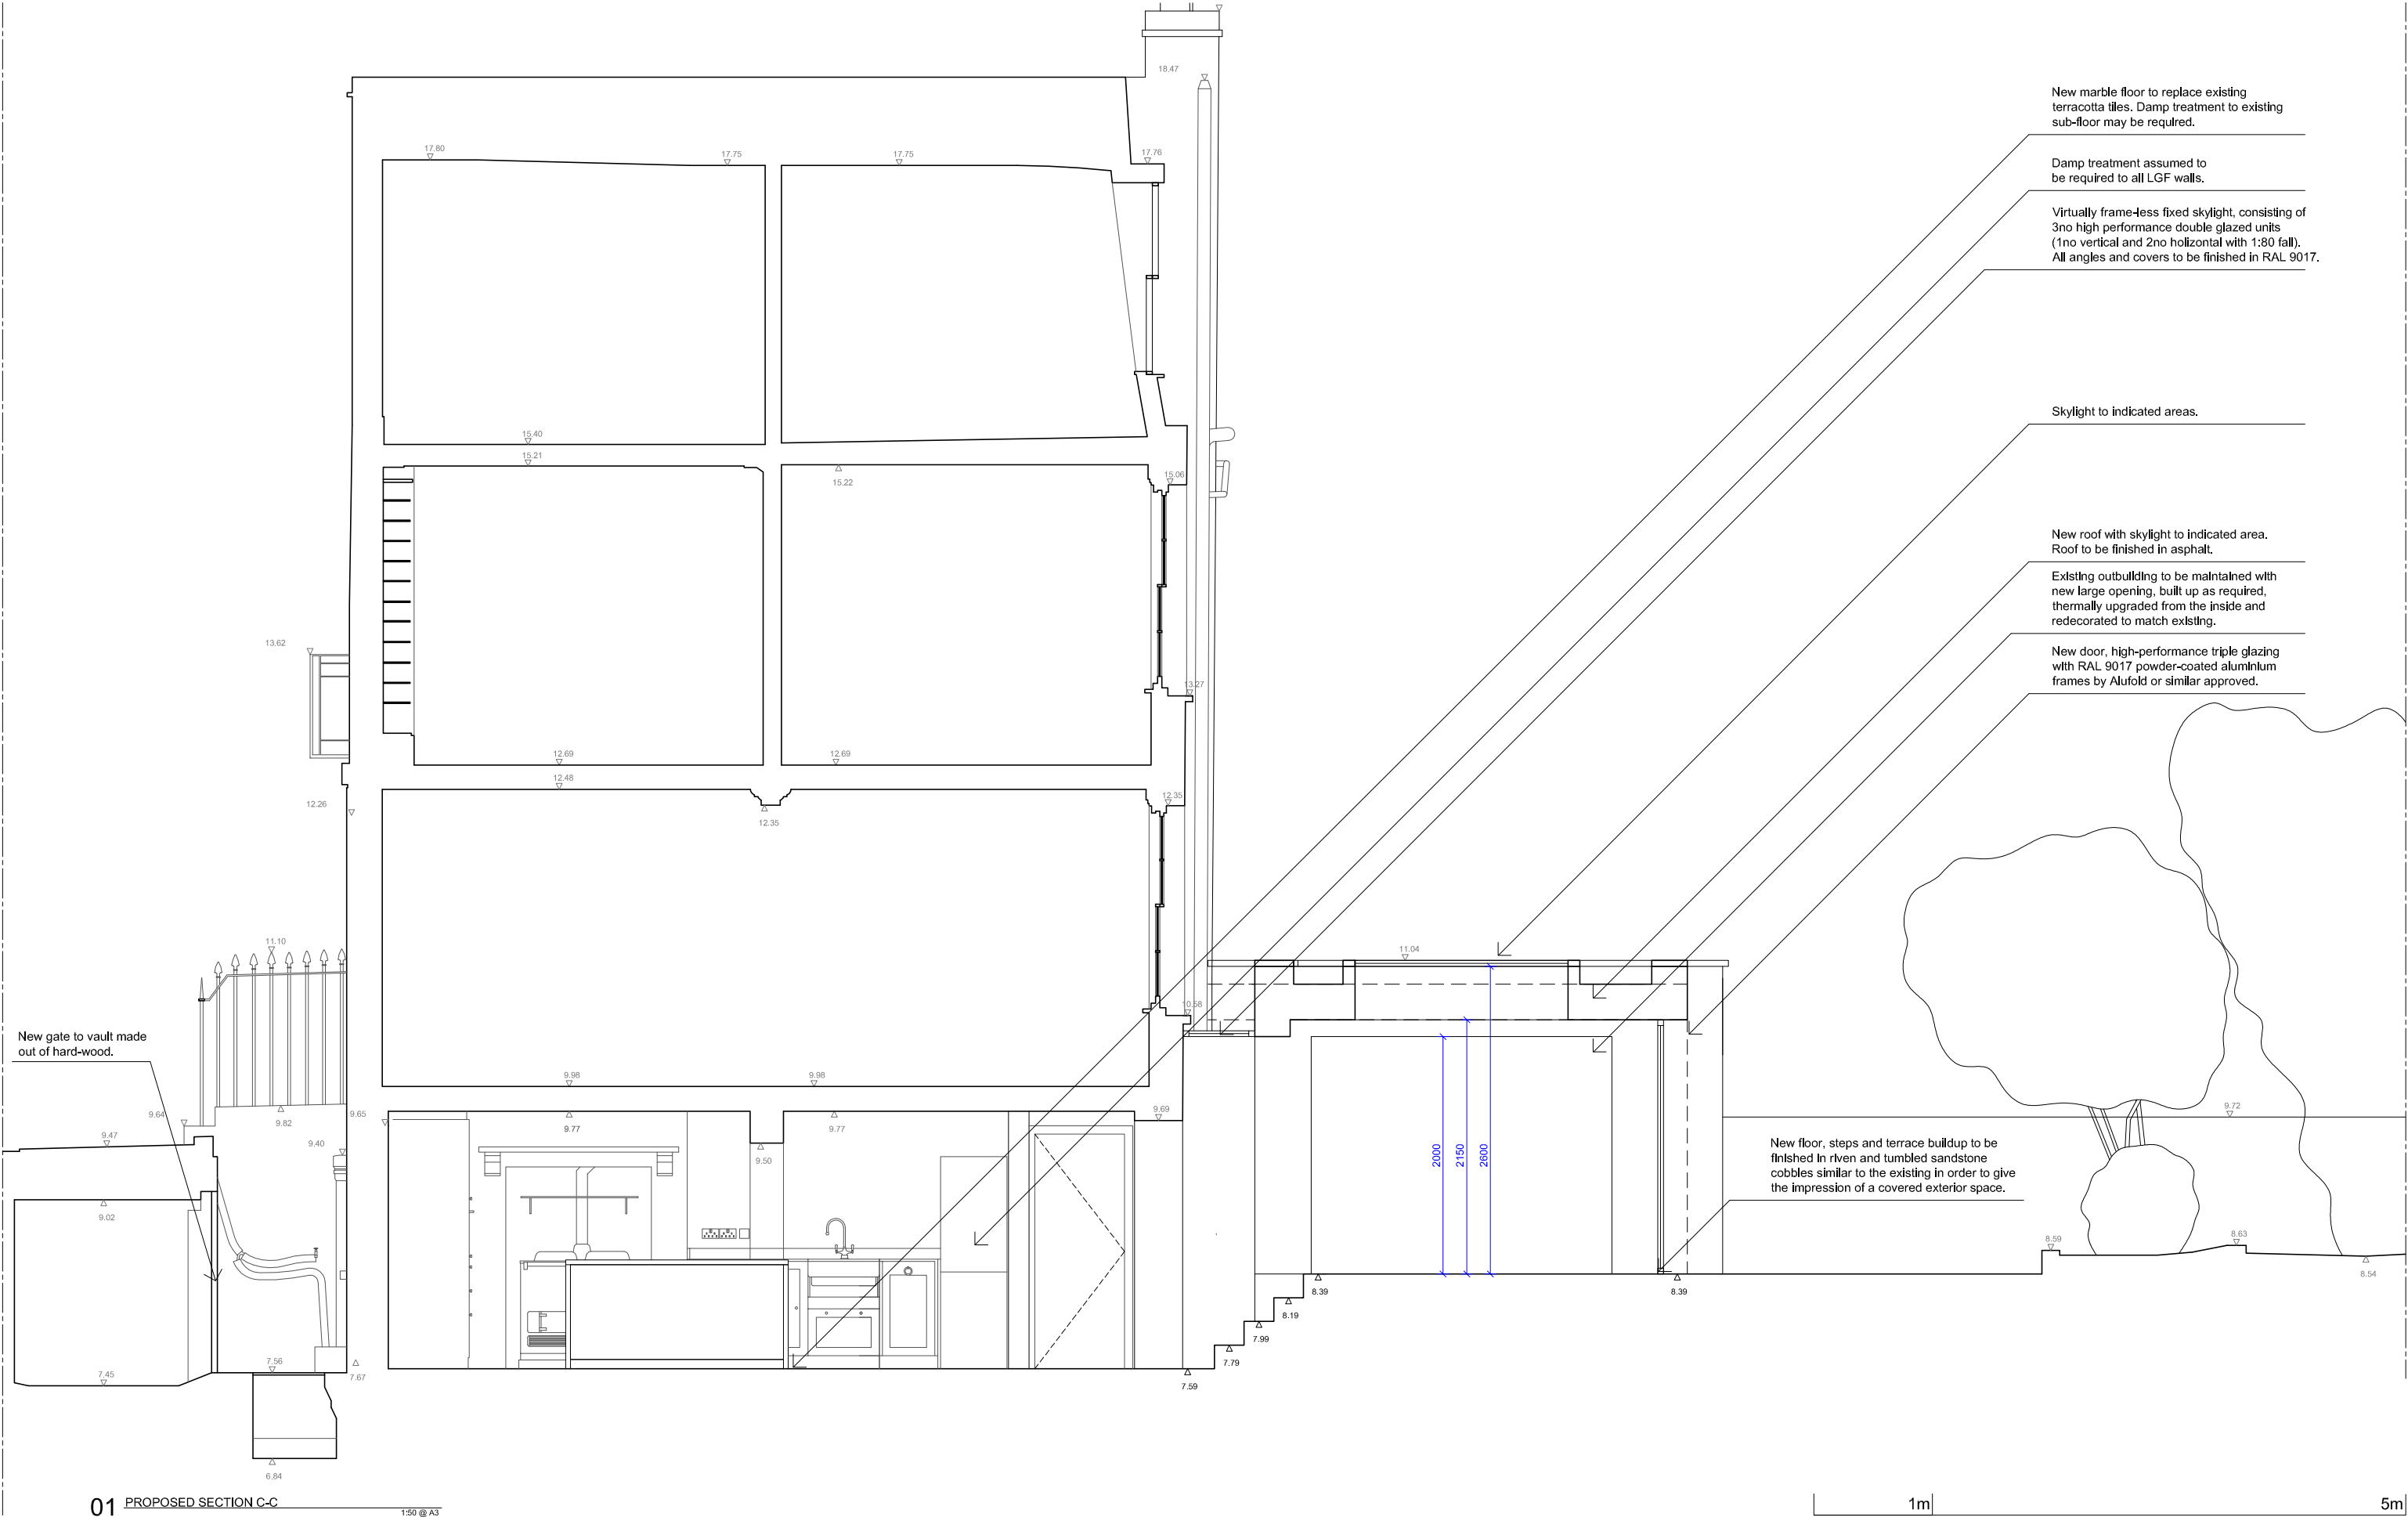 18.47
New marble floor to replace existing
terracotta tiles. Damp treatment to existing
sub-floor may be required.
17.80
17.75
17.75
17.76
Damp treatment assumed to
be required to all LGF walls.
Virtually frame-less fixed skylight, consisting of
3no high performance double glazed units
(1no vertical and 2no holizontal with 1:80 fall).
All angles and covers to be finished in RAL 9017.
Skylight to indicated areas.
15.40
15.21
15.22
15.06
New roof with skylight to indicated area.
Roof to be finished in asphalt.
Existing outbuilding to be maintained with
new large opening, built up as required,
thermally upgraded from the inside and
redecorated to match existing.
13.62
New door, high-performance triple glazing
with RAL 9017 powder-coated aluminium
frames by Alufold or similar approved.
13.27
12.69
12.69
12.48
12.26
12.35
12.35
11.10
11.04
10.58
New gate to vault made
out of hard-wood.
9.98
9.98
9.64
9.65
9.82
9.69
9.72
9.77
9.77
9.47
9.40
9.50
2000
2150
2600
New floor, steps and terrace buildup to be
finished in riven and tumbled sandstone
cobbles similar to the existing in order to give
the impression of a covered exterior space.
9.02
8.59
8.63
8.54
8.39
8.39
8.19
7.99
7.79
7.56
7.67
7.45
7.59
6.84
01 PROPOSED SECTION C-C
1:50 @ A3
1m
5m